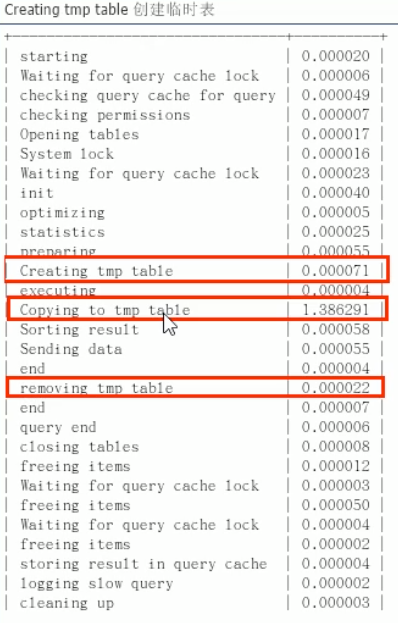 Creating tmp table 创建临时表
+--------------------------------+----------+
| starting | 0.000020 |
| Waiting for query cache lock | 0.000006 |
| checking query cache for query | 0.000049 |
| checking permissions | 0.000007 |
| Opening tables | 0.000017 |
| System lock | 0.000016 |
| Waiting for query cache lock | 0.000023 |
| init | 0.000040 |
| optimizing | 0.000005 |
| statistics | 0.000025 |
| preparing | 0.000055 |
| Creating tmp table | 0.000071 |
| executing | 0.000004 |
| Copying to tmp table | 1.386291 |
| Sorting result | 0.000058 |
| Sending data | 0.000055 |
| end | 0.000004 |
| removing tmp table | 0.000022 |
| end | 0.000007 |
| query end | 0.000006 |
| closing tables | 0.000008 |
| freeing items | 0.000012 |
| Waiting for query cache lock | 0.000003 |
| freeing items | 0.000050 |
| Waiting for query cache lock | 0.000004 |
| freeing items | 0.000002 |
| storing result in query cache | 0.000004 |
| logging slow query | 0.000002 |
| cleaning up | 0.000003 |